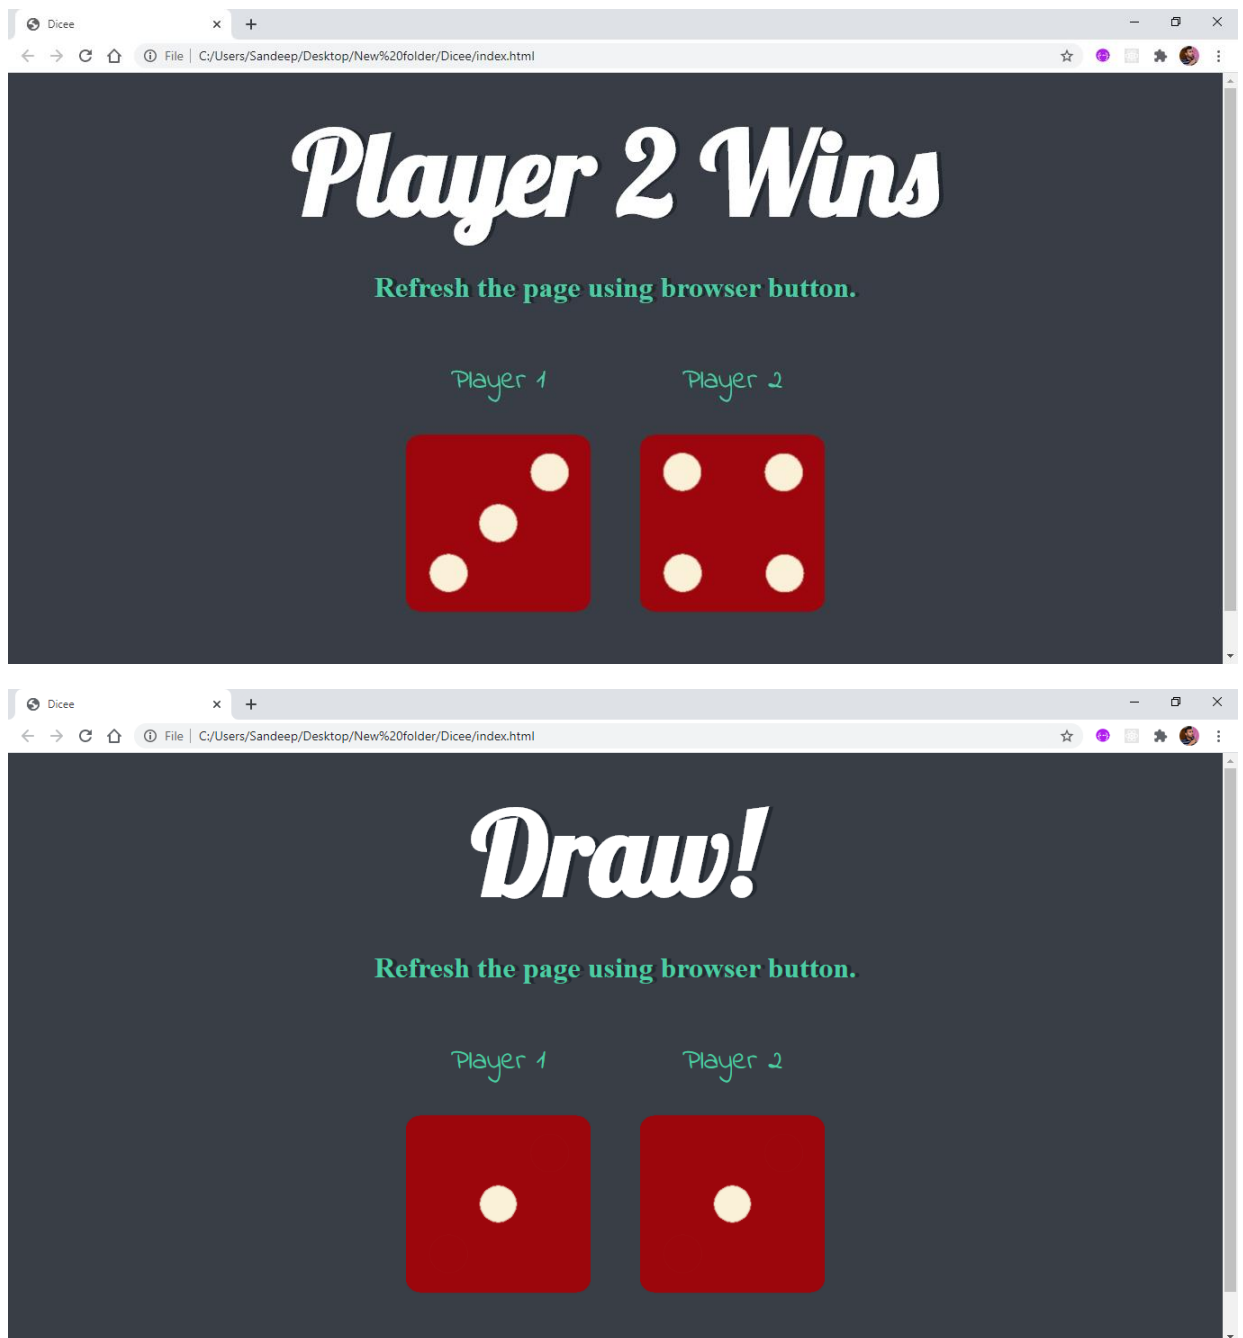 Dicee
File C:/Users/Sandeep/Desktop/New%20folder/Dicee/index.html
Player 2 Wins
Refresh the page using browser button.
Player 1 Player 2
Dicee
File C:/Users/Sandeep/Desktop/New%20folder/Dicee/index.html
Draw!
Refresh the page using browser button.
Player 1 Player 2